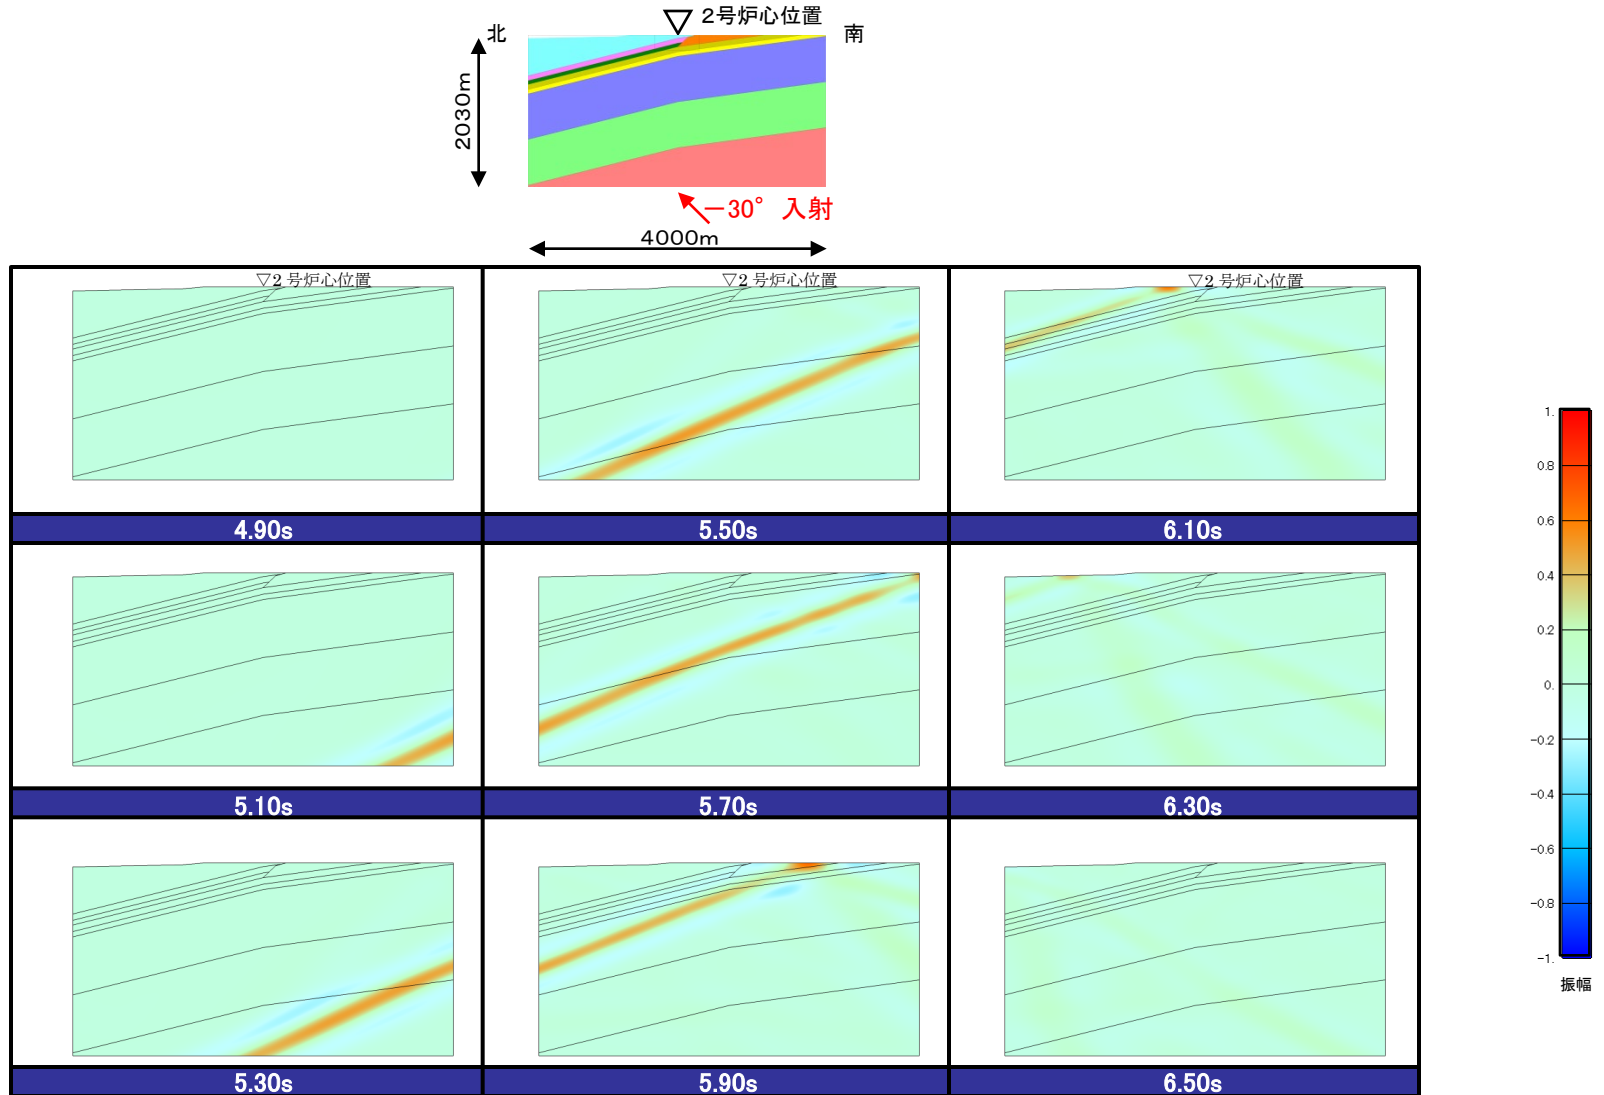 ２号炉心位置
北
南
2030m
－30° 入射
4000m
▽2 号炉心位置
▽2 号炉心位置
▽2 号炉心位置
4.90s
5.50s
6.10s
5.10s
5.70s
6.30s
5.30s
5.90s
6.50s
1.
0.8
0.6
0.4
0.2
0.
-0.2
-0.4
-0.6
-0.8
-1.
振幅